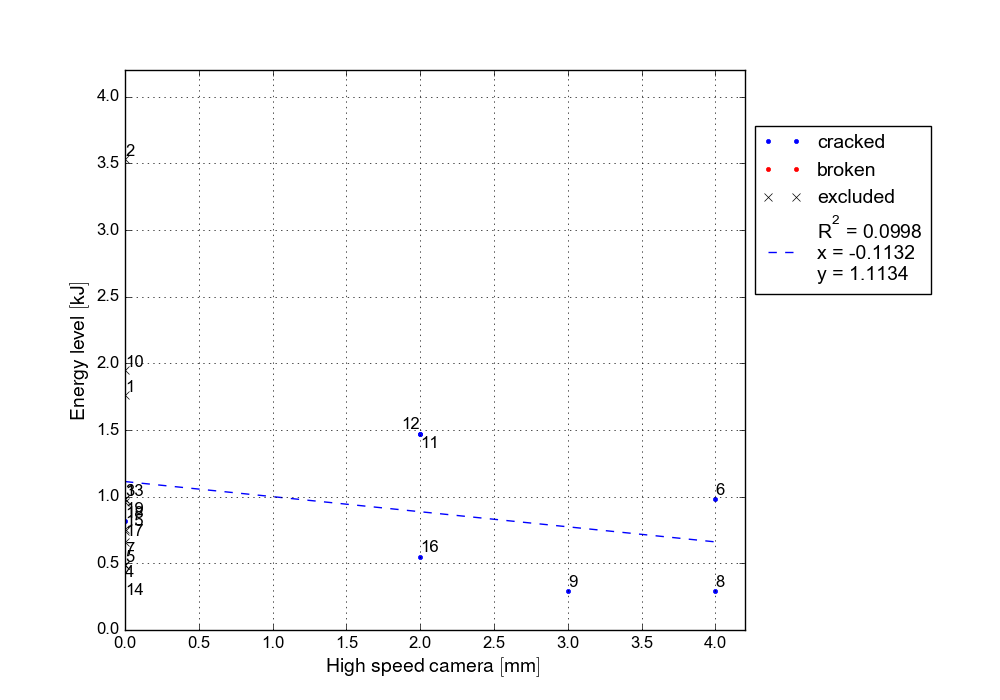 4.0
3.5
3.0
2.5
2.0
1.5
1.0
0.5
0.0
Energy level [kJ]
0.0 0.5 1.0 1.5 2.0 2.5 3.0 3.5 4.0
High speed camera [mm]
2
10
1
12
11
13
6
15
17
16
7
5
4
9
8
14
cracked
broken
excluded
R² = 0.0998
x = -0.1132
y = 1.1134